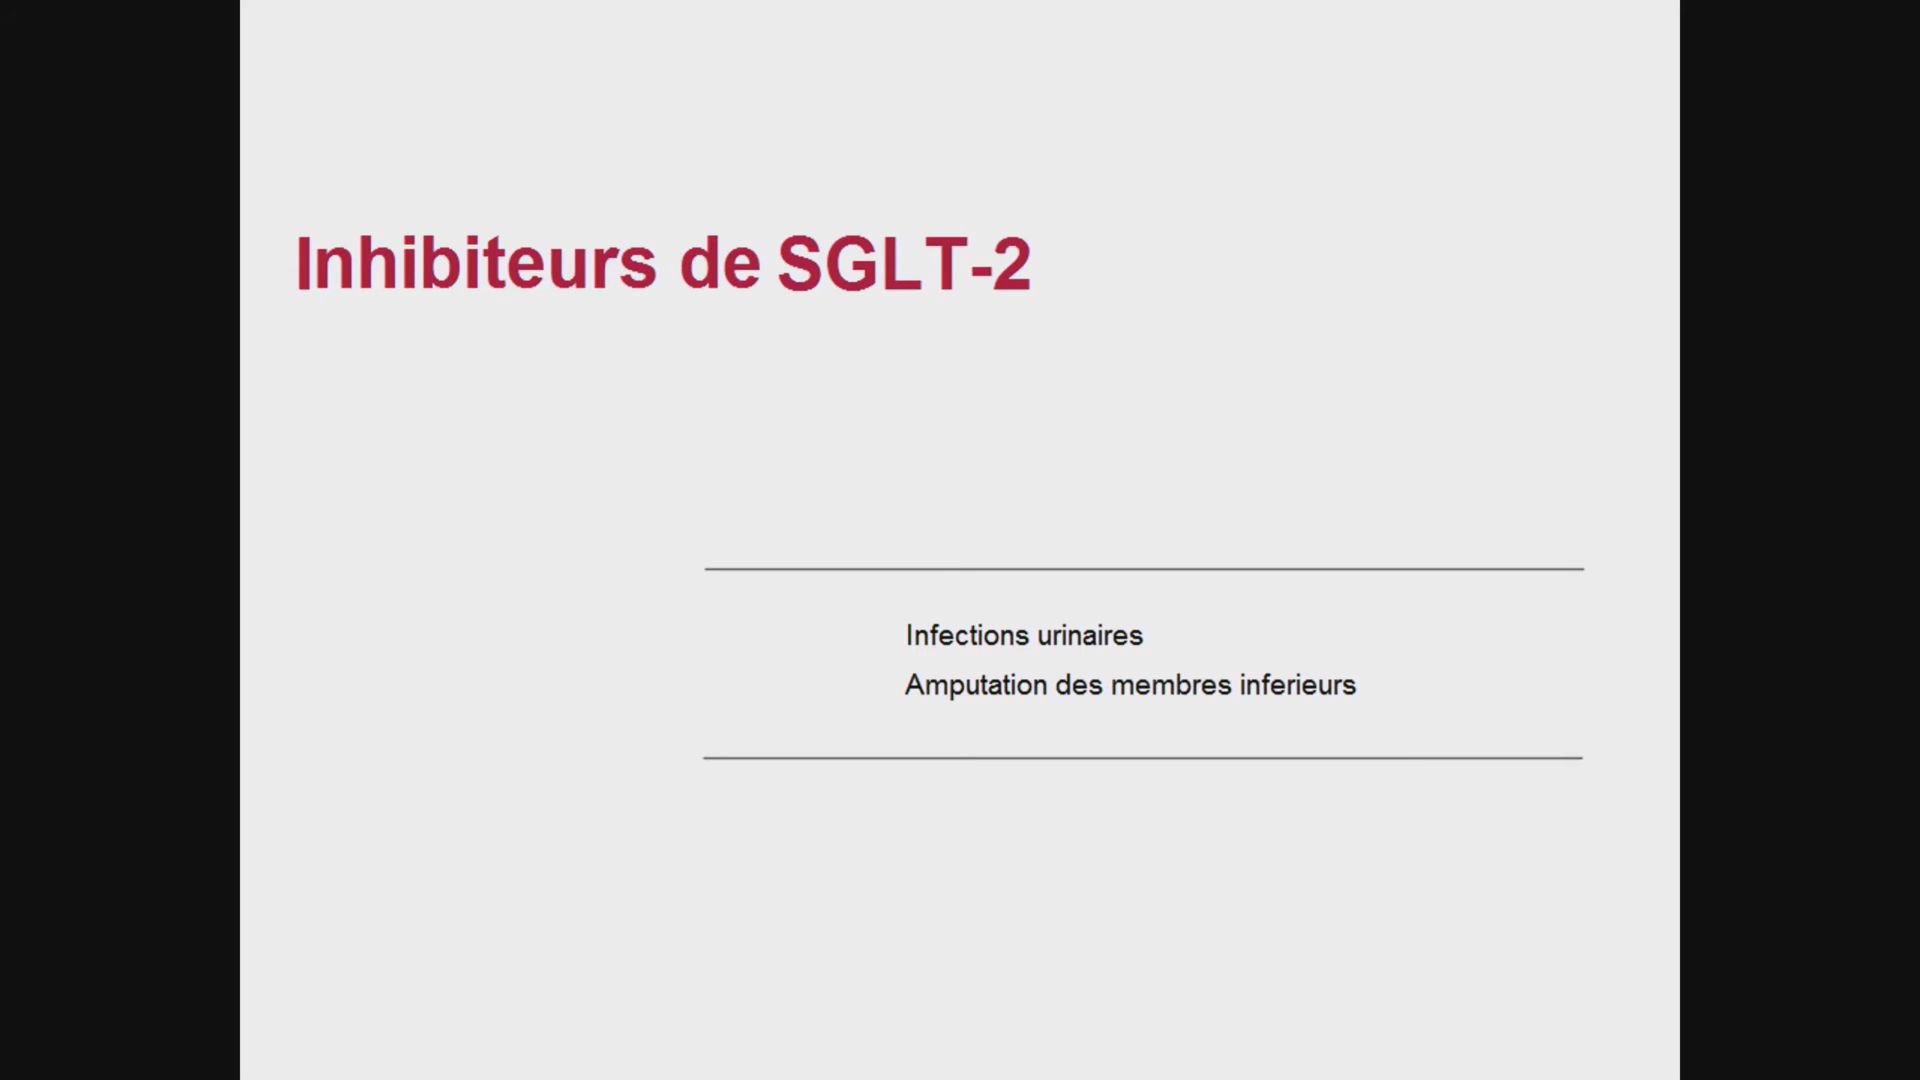 Inhibiteurs de SGLT-2
Infections urinaires
Amputation des membres inferieurs